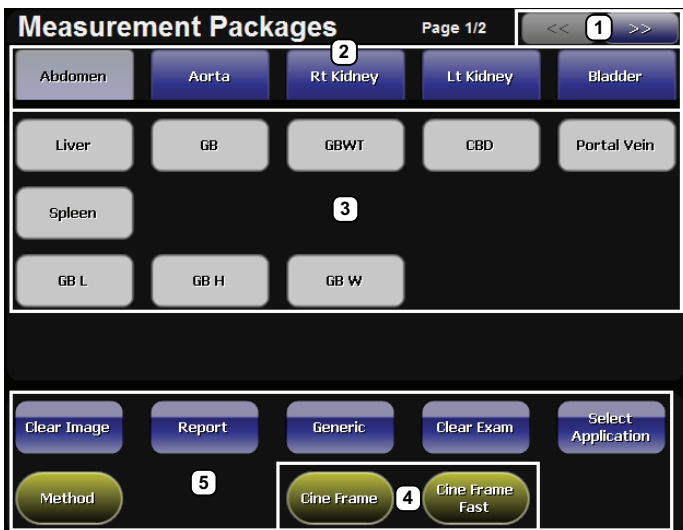 Measurement Packages Page 1/2 << 1 >>
2
Abdomen Aorta Rt Kidney Lt Kidney Bladder
Liver GB GBWT CBD Portal Vein
Spleen 3
GB L GB H GB W
Clear Image Report Generic Clear Exam Select Application
Method 5 Cine Frame 4 Cine Frame Fast